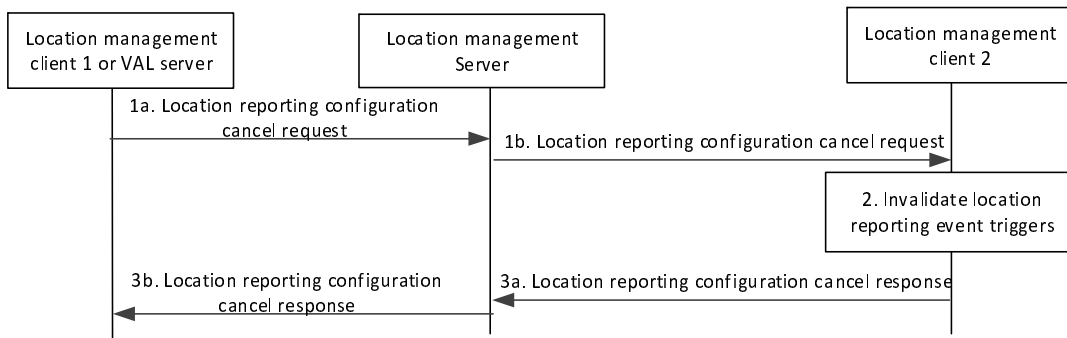 Location management
client 1 or VAL server
Location management
Server
Location management
client 2
1a. Location reporting configuration
cancel request
1b. Location reporting configuration cancel request
2. Invalidate location
reporting event triggers
3b. Location reporting configuration
cancel response
3a. Location reporting configuration cancel response